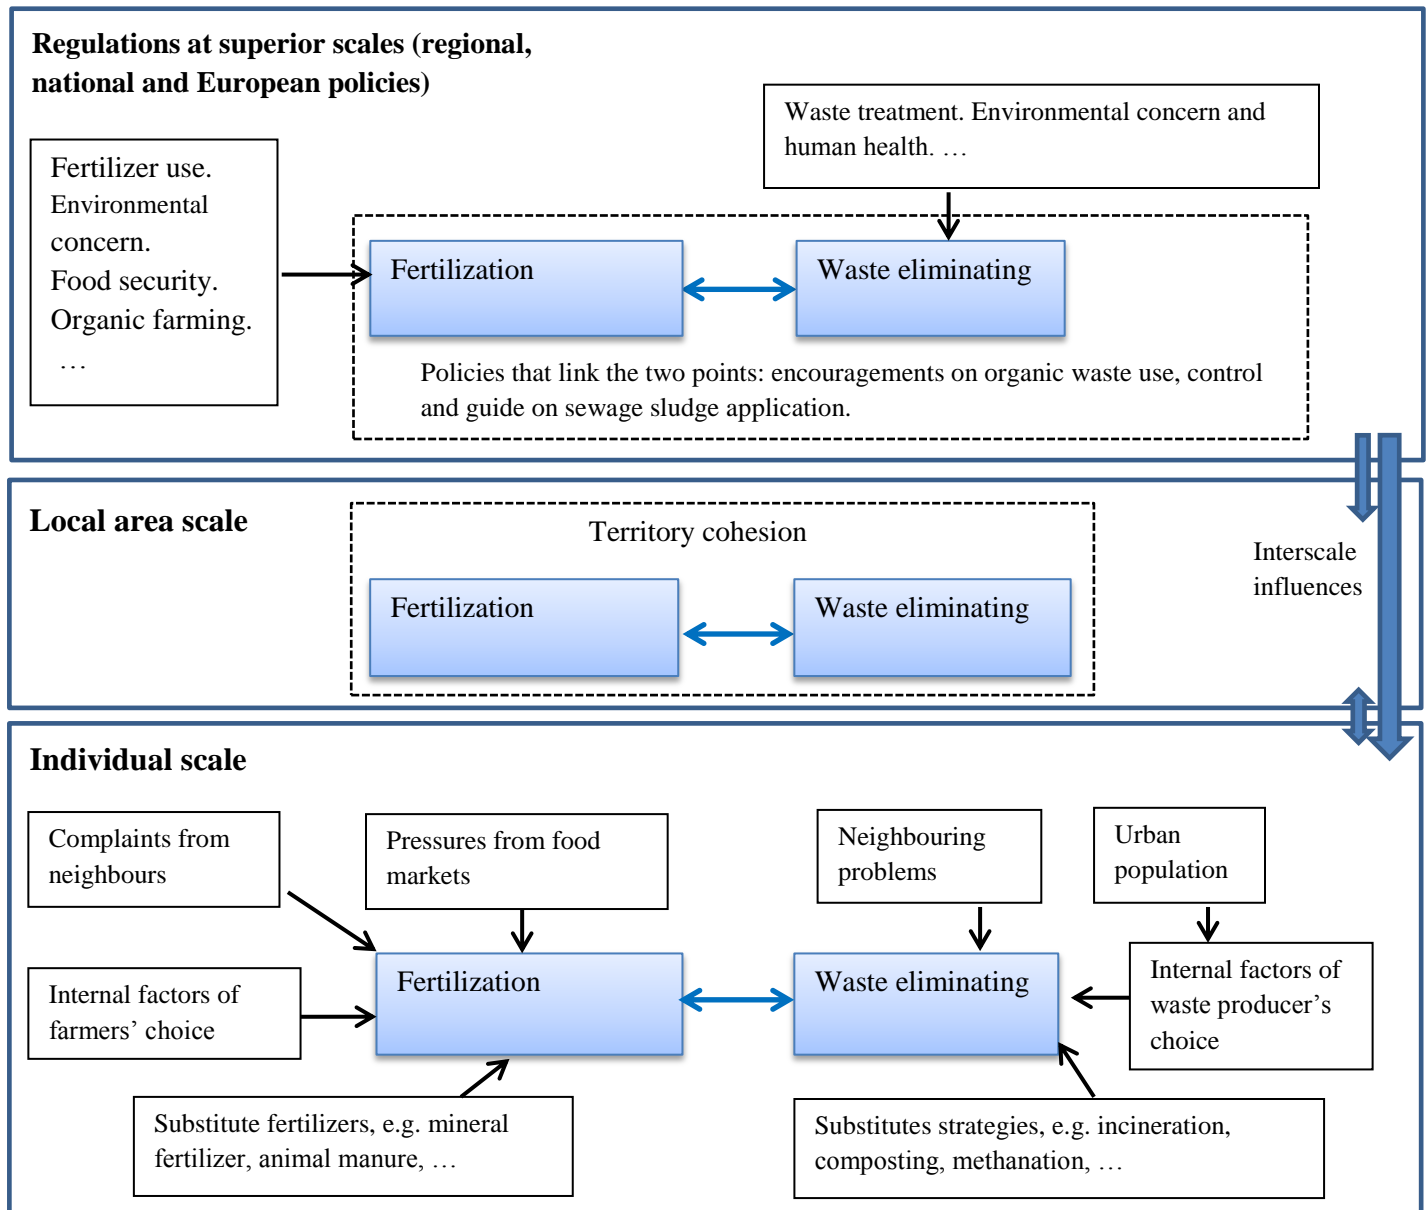 Regulations at superior scales (regional,
national and European policies)
Waste treatment. Environmental concern and
human health. …
Fertilizer use.
Environmental
concern.
Food security.
Organic farming.
…
Fertilization
Waste eliminating
Policies that link the two points: encouragements on organic waste use, control
and guide on sewage sludge application.
Local area scale
Territory cohesion
Fertilization
Waste eliminating
Interscale
influences
Individual scale
Complaints from
neighbours
Pressures from food
markets
Neighbouring
problems
Urban
population
Internal factors of
farmers’ choice
Fertilization
Waste eliminating
Internal factors of
waste producer’s
choice
Substitute fertilizers, e.g. mineral
fertilizer, animal manure, …
Substitutes strategies, e.g. incineration,
composting, methanation, …